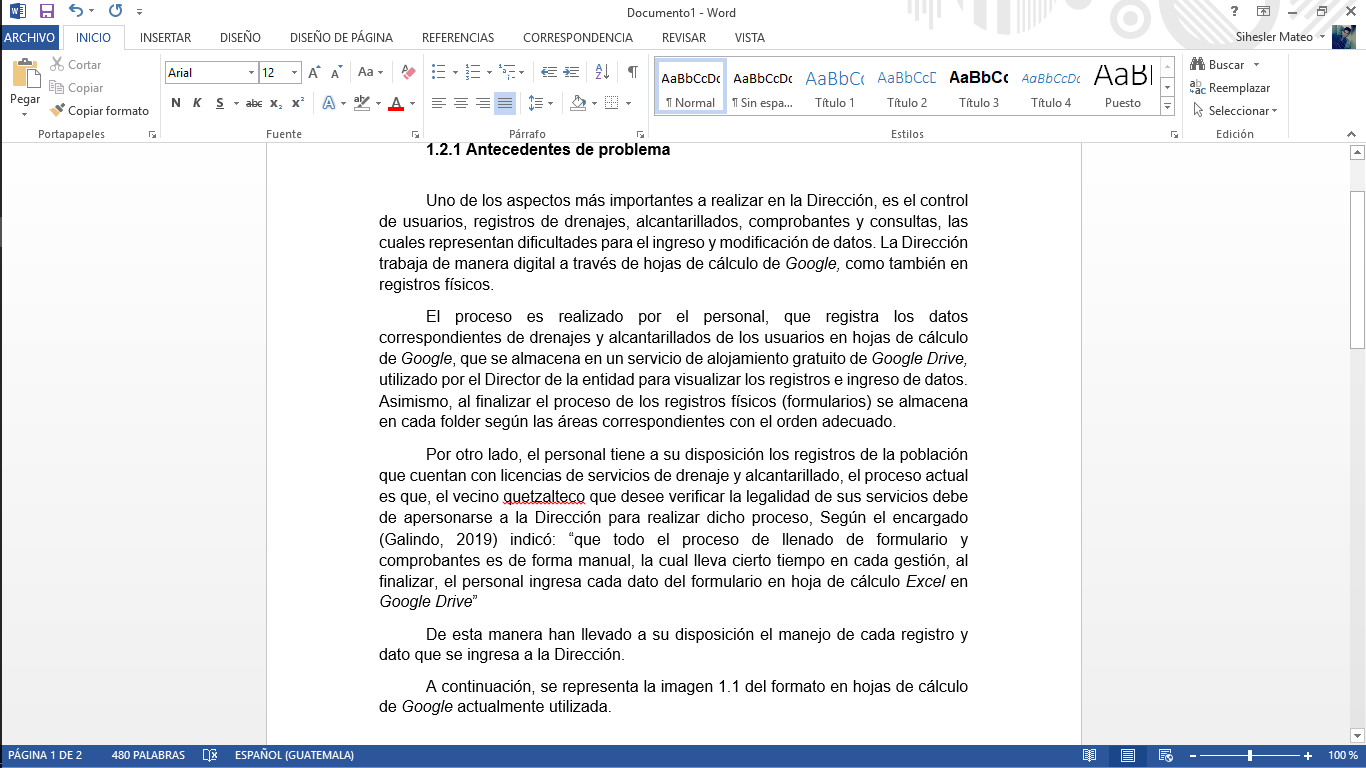 Documento1 - Word
ARCHIVO INICIO INSERTAR DISEÑO DISEÑO DE PÁGINA REFERENCIAS CORRESPONDENCIA REVISAR VISTA Sihesler Mateo
Pegar
Cortar
Copiar
Copiar formato
Portapapeles
Arial 12
N K S abc x₂ x²
Fuente
Párrafo
AaBbCcDc AaBbCcDc AaBbCc AaBbCcD AaBbCc AaBbCcDc AaBl
¶ Normal ¶ Sin espa... Título 1 Título 2 Título 3 Título 4 Puesto
Estilos
Buscar
Reemplazar
Seleccionar
Edición
1.2.1 Antecedentes de problema
Uno de los aspectos más importantes a realizar en la Dirección, es el control
de usuarios, registros de drenajes, alcantarillados, comprobantes y consultas, las
cuales representan dificultades para el ingreso y modificación de datos. La Dirección
trabaja de manera digital a través de hojas de cálculo de Google, como también en
registros físicos.
El proceso es realizado por el personal, que registra los datos
correspondientes de drenajes y alcantarillados de los usuarios en hojas de cálculo
de Google, que se almacena en un servicio de alojamiento gratuito de Google Drive,
utilizado por el Director de la entidad para visualizar los registros e ingreso de datos.
Asimismo, al finalizar el proceso de los registros físicos (formularios) se almacena
en cada folder según las áreas correspondientes con el orden adecuado.
Por otro lado, el personal tiene a su disposición los registros de la población
que cuentan con licencias de servicios de drenaje y alcantarillado, el proceso actual
es que, el vecino quetzalteco que desee verificar la legalidad de sus servicios debe
de apersonarse a la Dirección para realizar dicho proceso, Según el encargado
(Galindo, 2019) indicó: “que todo el proceso de llenado de formulario y
comprobantes es de forma manual, la cual lleva cierto tiempo en cada gestión, al
finalizar, el personal ingresa cada dato del formulario en hoja de cálculo Excel en
Google Drive”
De esta manera han llevado a su disposición el manejo de cada registro y
dato que se ingresa a la Dirección.
A continuación, se representa la imagen 1.1 del formato en hojas de cálculo
de Google actualmente utilizada.
PÁGINA 1 DE 2 480 PALABRAS ESPAÑOL (GUATEMALA) 100 %